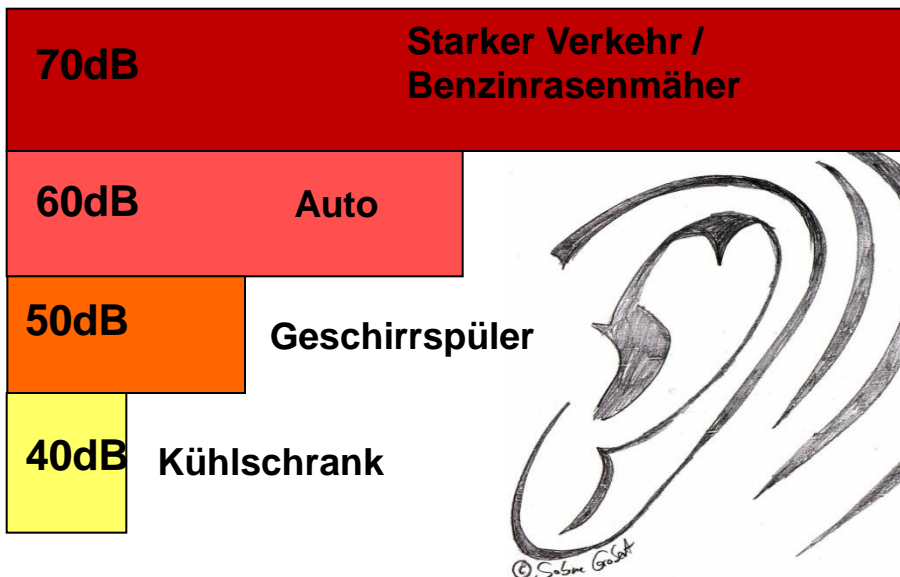 70dB
Starker Verkehr /
Benzinrasenmäher
60dB
Auto
50dB
Geschirrspüler
40dB
Kühlschrank
©